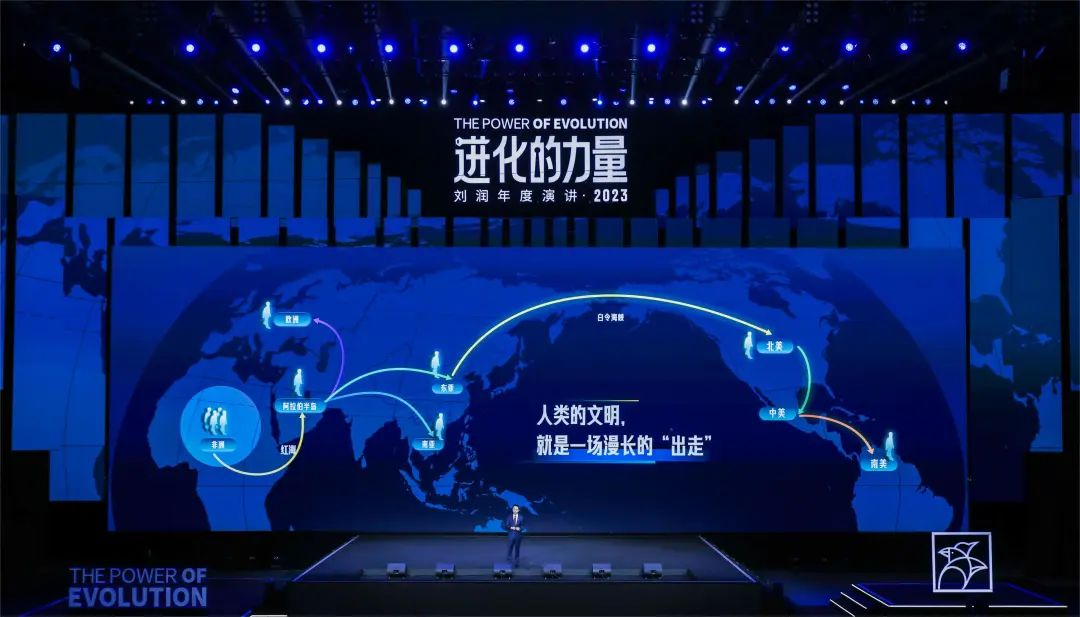 THE POWER OF EVOLUTION
进化的力量
刘润年度演讲·2023
欧洲
白令海峡
北美
东亚
阿拉伯半岛
中美
人类的文明，
就是一场漫长的“出走”
非洲
红海
南亚
南美
THE POWER OF
EVOLUTION